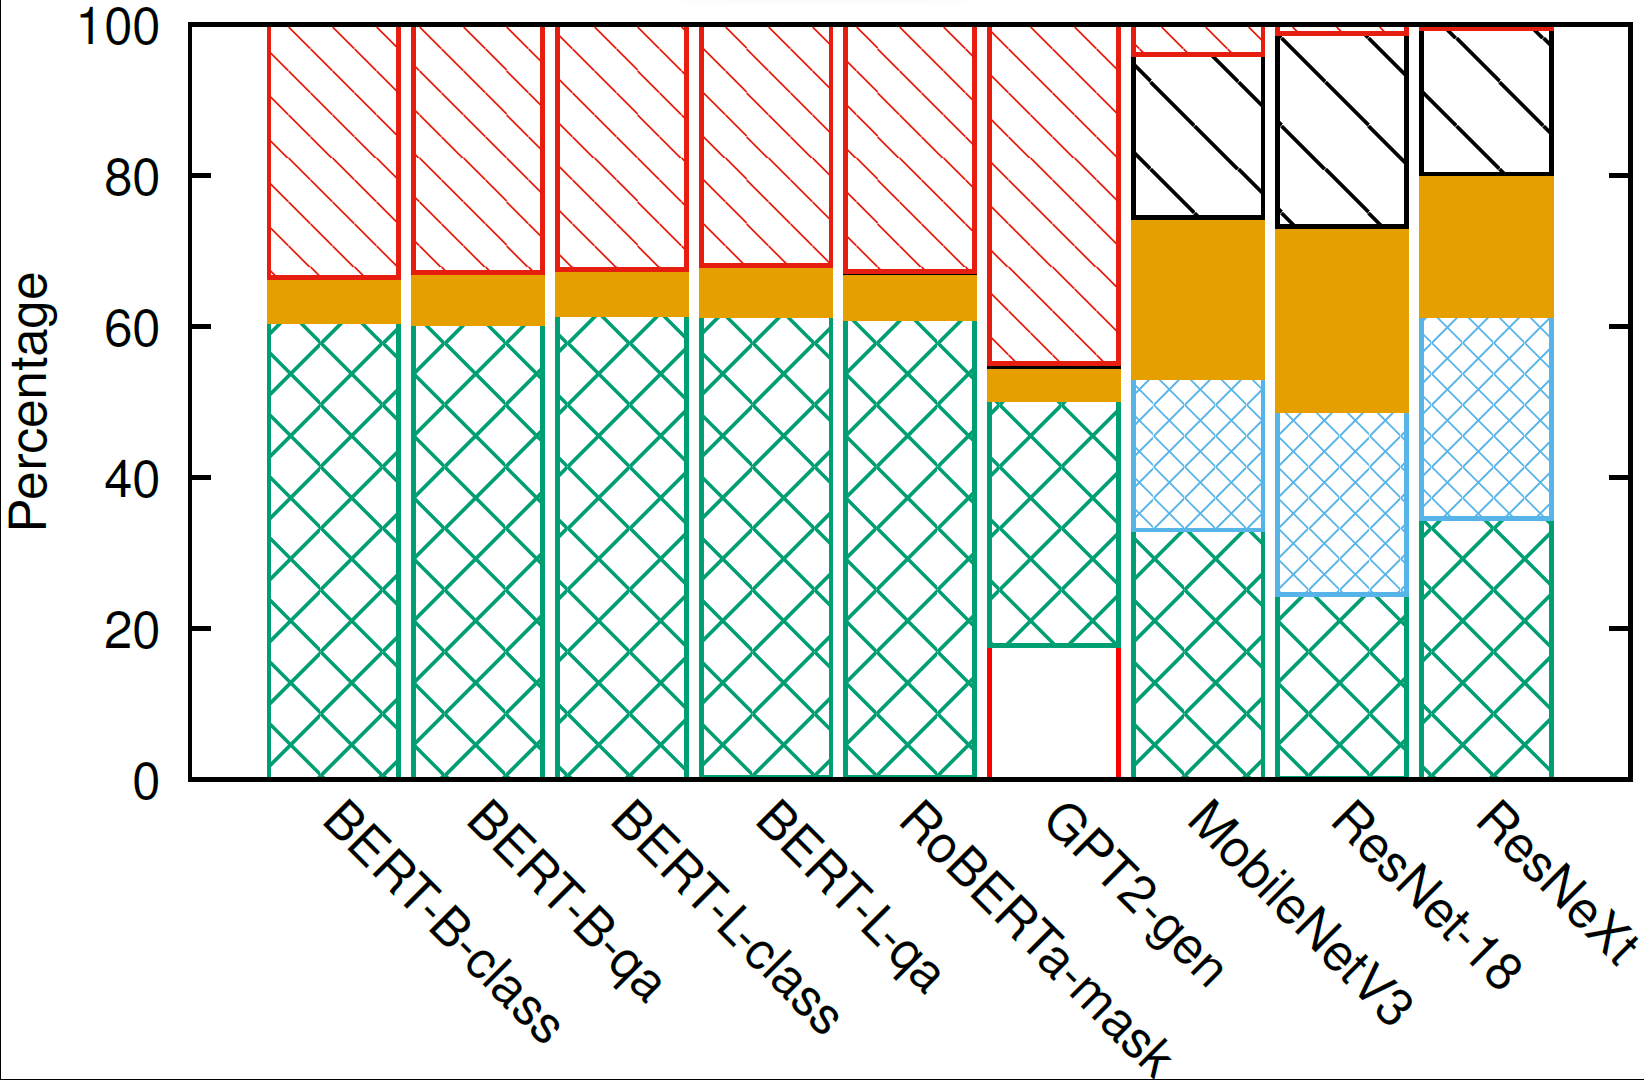 100
80
60
40
20
0
Percentage
BERT-B-class
BERT-B-qa
BERT-L-class
BERT-L-qa
RoBERTa-mask
GPT2-gen
MobileNetV3
ResNet-18
ResNeXt